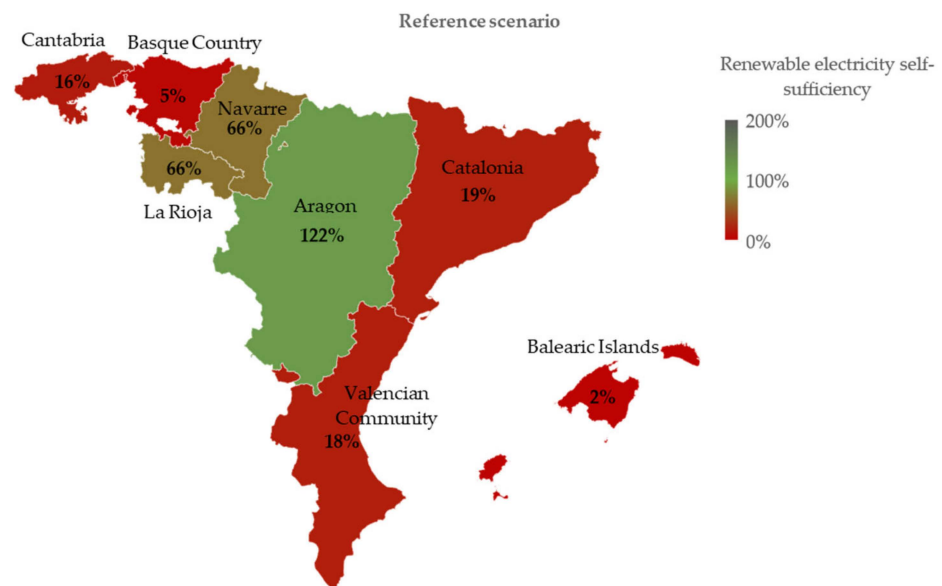 Reference scenario
Cantabria
16%
Basque Country
5%
Navarre
66%
66%
La Rioja
Aragon
122%
Catalonia
19%
Valencian
Community
18%
Balearic Islands
2%
Renewable electricity self-
sufficiency
200%
100%
0%